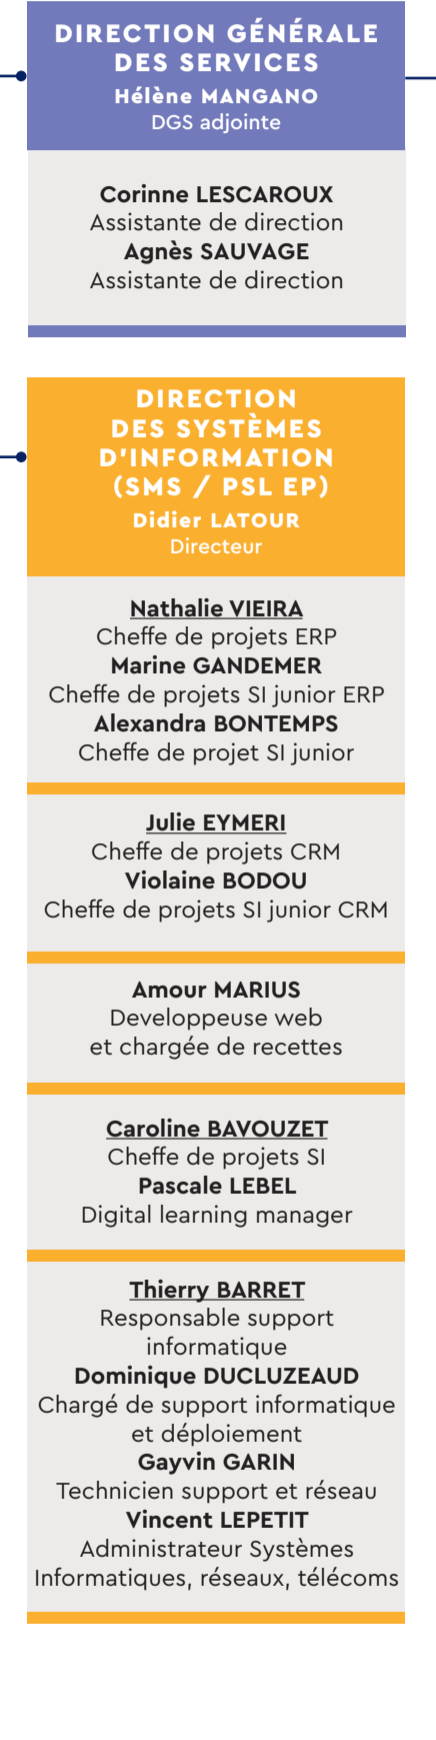 DIRECTION GÉNÉRALE
DES SERVICES
Hélène MANGANO
DGS adjointe
Corinne LESCAROUX
Assistante de direction
Agnès SAUVAGE
Assistante de direction
DIRECTION
DES SYSTÈMES
D'INFORMATION
(SMS / PSL EP)
Didier LATOUR
Directeur
Nathalie VIEIRA
Cheffe de projets ERP
Marine GANDEMER
Cheffe de projets SI junior ERP
Alexandra BONTEMPS
Cheffe de projet SI junior
Julie EYMERI
Cheffe de projets CRM
Violaine BODOU
Cheffe de projets SI junior CRM
Amour MARIUS
Developpeuse web
et chargée de recettes
Caroline BAVOUZET
Cheffe de projets SI
Pascale LEBEL
Digital learning manager
Thierry BARRET
Responsable support
informatique
Dominique DUCLUZEAUD
Chargé de support informatique
et déploiement
Gayvin GARIN
Technicien support et réseau
Vincent LEPETIT
Administrateur Systèmes
Informatiques, réseaux, télécoms